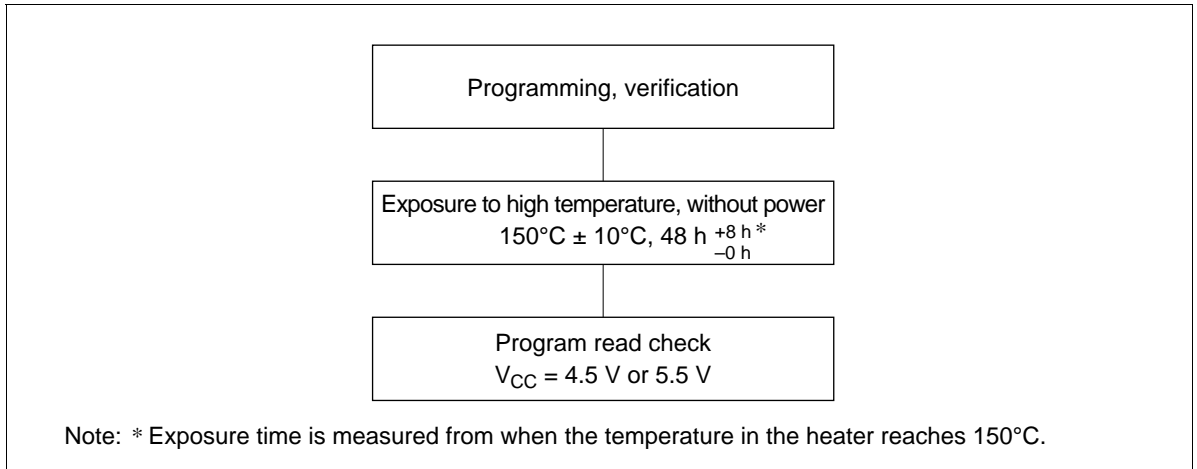 Programming, verification
Exposure to high temperature, without power
150°C ± 10°C, 48 h +8 h *
–0 h
Program read check
VCC = 4.5 V or 5.5 V
Note: * Exposure time is measured from when the temperature in the heater reaches 150°C.